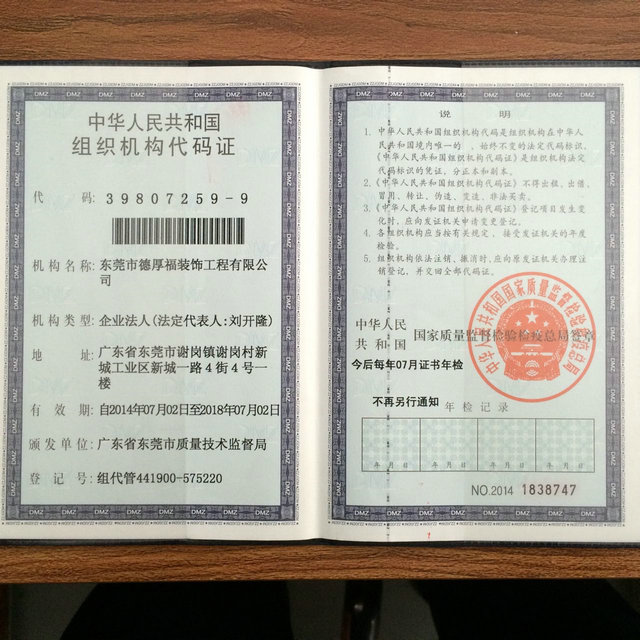 中华人民共和国
组织机构代码证
代 码: 39807259-9
机构名称: 东莞市德厚福装饰工程有限公
司
机构类型: 企业法人(法定代表人:刘开隆)
地 址: 广东省东莞市谢岗镇谢岗村新
城工业区新城一路4街4号一
楼
有 效 期: 自2014年07月02日至2018年07月02日
颁发单位: 广东省东莞市质量技术监督局
登 记 号: 组代管441900-575220
说 明
1. 中华人民共和国组织机构代码是组织机构在中华人
民共和国境内唯一的、始终不变的法定代码标识,
《中华人民共和国组织机构代码证》是组织机构法定
代码标识的凭证,分正本和副本。
2. 《中华人民共和国组织机构代码证》不得出租、出借、
冒用、转让、伪造、变造、非法买卖。
3. 《中华人民共和国组织机构代码证》登记项目发生变
化时,应向发证机关申请变更登记。
4. 各组织机构应当按有关规定,接受发证机关的年度
检验。
5. 组织机构依法注销、撤消时,应向原发证机关办理注
销登记,并交回全部代码证。
中华人民
共和国 国家质量监督检验检疫总局签章
今后每年07月证书年检
不再另行通知 年检记录
年 月 日 年 月 日 年 月 日 年 月 日
NO.2014 1838747